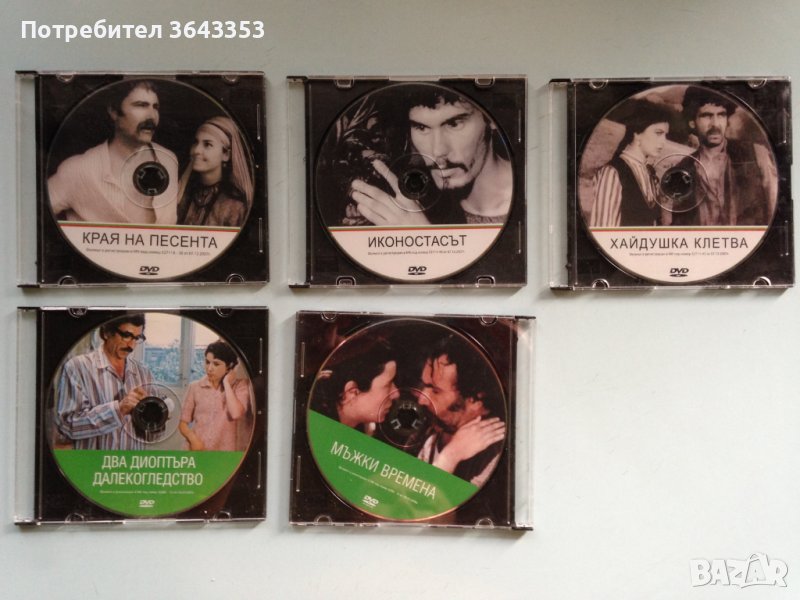 Потребител 3643353
КРАЯ НА ПЕСЕНТА
DVD
ИКОНОСТАСЪТ
DVD
ХАЙДУШКА КЛЕТВА
DVD
ДВА ДИОПТЪРА
ДАЛЕКОГЛЕДСТВО
DVD
МЪЖКИ ВРЕМЕНА
DVD
BAZAR